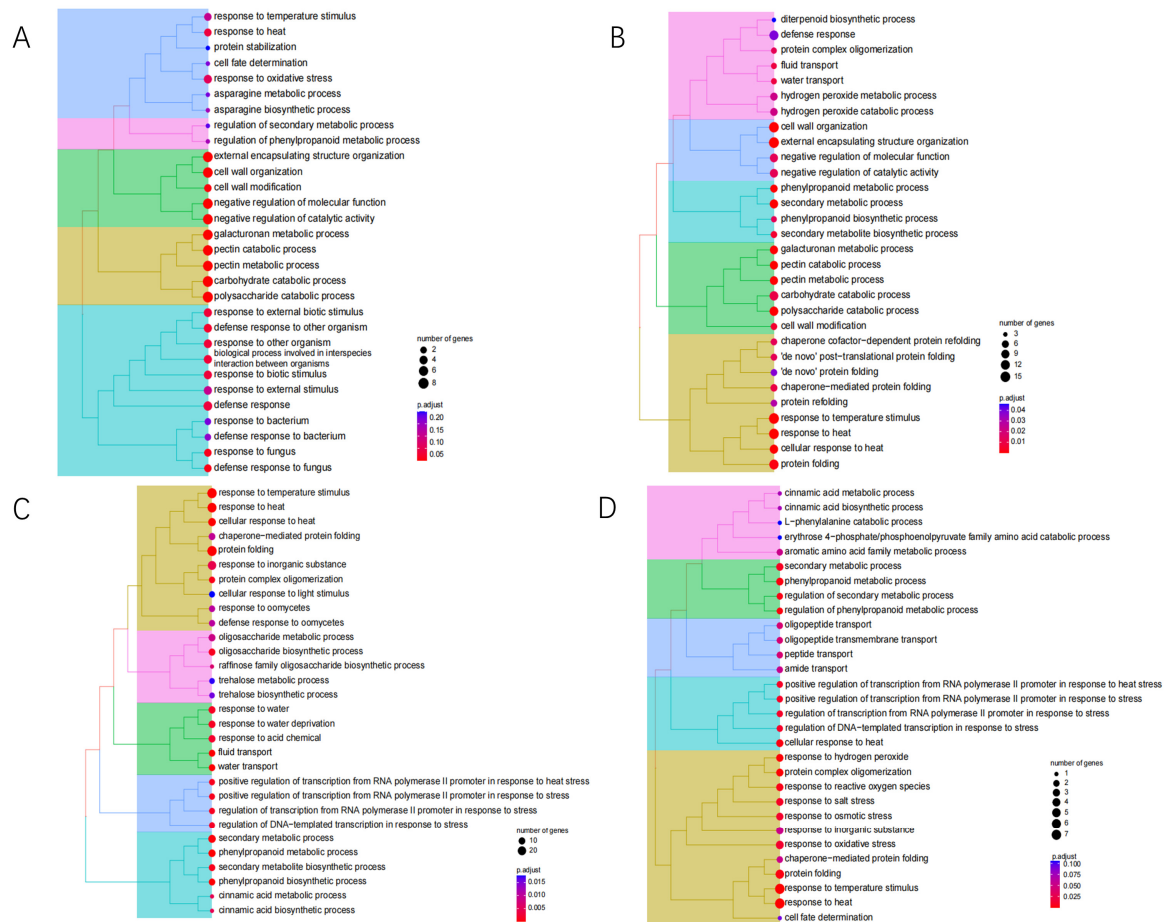 A
response to temperature stimulus
response to heat
protein stabilization
cell fate determination
response to oxidative stress
asparagine metabolic process
asparagine biosynthetic process
regulation of secondary metabolic process
regulation of phenylpropanoid metabolic process
external encapsulating structure organization
cell wall organization
cell wall modification
negative regulation of molecular function
negative regulation of catalytic activity
galacturonan metabolic process
pectin catabolic process
pectin metabolic process
carbohydrate catabolic process
polysaccharide catabolic process
response to external biotic stimulus
defense response to other organism
response to other organism
biological process involved in interspecies
interaction between organisms
response to biotic stimulus
response to external stimulus
defense response
response to bacterium
defense response to bacterium
response to fungus
defense response to fungus
number of genes
2
4
6
8
p.adjust
0.20
0.15
0.10
0.05
B
diterpenoid biosynthetic process
defense response
protein complex oligomerization
fluid transport
water transport
hydrogen peroxide metabolic process
hydrogen peroxide catabolic process
cell wall organization
external encapsulating structure organization
negative regulation of molecular function
negative regulation of catalytic activity
phenylpropanoid metabolic process
secondary metabolic process
phenylpropanoid biosynthetic process
secondary metabolite biosynthetic process
galacturonan metabolic process
pectin catabolic process
pectin metabolic process
carbohydrate catabolic process
polysaccharide catabolic process
cell wall modification
chaperone cofactor-dependent protein refolding
'de novo' post-translational protein folding
'de novo' protein folding
chaperone-mediated protein folding
protein refolding
response to temperature stimulus
response to heat
cellular response to heat
protein folding
number of genes
3
6
9
12
15
p.adjust
0.04
0.03
0.02
0.01
C
response to temperature stimulus
response to heat
cellular response to heat
chaperone-mediated protein folding
protein folding
response to inorganic substance
protein complex oligomerization
cellular response to light stimulus
response to oomycetes
defense response to oomycetes
oligosaccharide metabolic process
oligosaccharide biosynthetic process
raffinose family oligosaccharide biosynthetic process
trehalose metabolic process
trehalose biosynthetic process
response to water
response to water deprivation
response to acid chemical
fluid transport
water transport
positive regulation of transcription from RNA polymerase II promoter in response to heat stress
positive regulation of transcription from RNA polymerase II promoter in response to stress
regulation of transcription from RNA polymerase II promoter in response to stress
regulation of DNA-templated transcription in response to stress
secondary metabolic process
phenylpropanoid metabolic process
secondary metabolite biosynthetic process
phenylpropanoid biosynthetic process
cinnamic acid metabolic process
cinnamic acid biosynthetic process
number of genes
10
20
p.adjust
0.015
0.010
0.005
D
cinnamic acid metabolic process
cinnamic acid biosynthetic process
L-phenylalanine catabolic process
erythrose 4-phosphate/phosphoenolpyruvate family amino acid catabolic process
aromatic amino acid family metabolic process
secondary metabolic process
phenylpropanoid metabolic process
regulation of secondary metabolic process
regulation of phenylpropanoid metabolic process
oligopeptide transport
oligopeptide transmembrane transport
peptide transport
amide transport
positive regulation of transcription from RNA polymerase II promoter in response to heat stress
positive regulation of transcription from RNA polymerase II promoter in response to stress
regulation of transcription from RNA polymerase II promoter in response to stress
regulation of DNA-templated transcription in response to stress
cellular response to heat
response to hydrogen peroxide
protein complex oligomerization
response to reactive oxygen species
response to salt stress
response to osmotic stress
response to inorganic substance
response to oxidative stress
chaperone-mediated protein folding
protein folding
response to temperature stimulus
response to heat
cell fate determination
number of genes
1
2
3
4
5
6
7
p.adjust
0.100
0.075
0.050
0.025